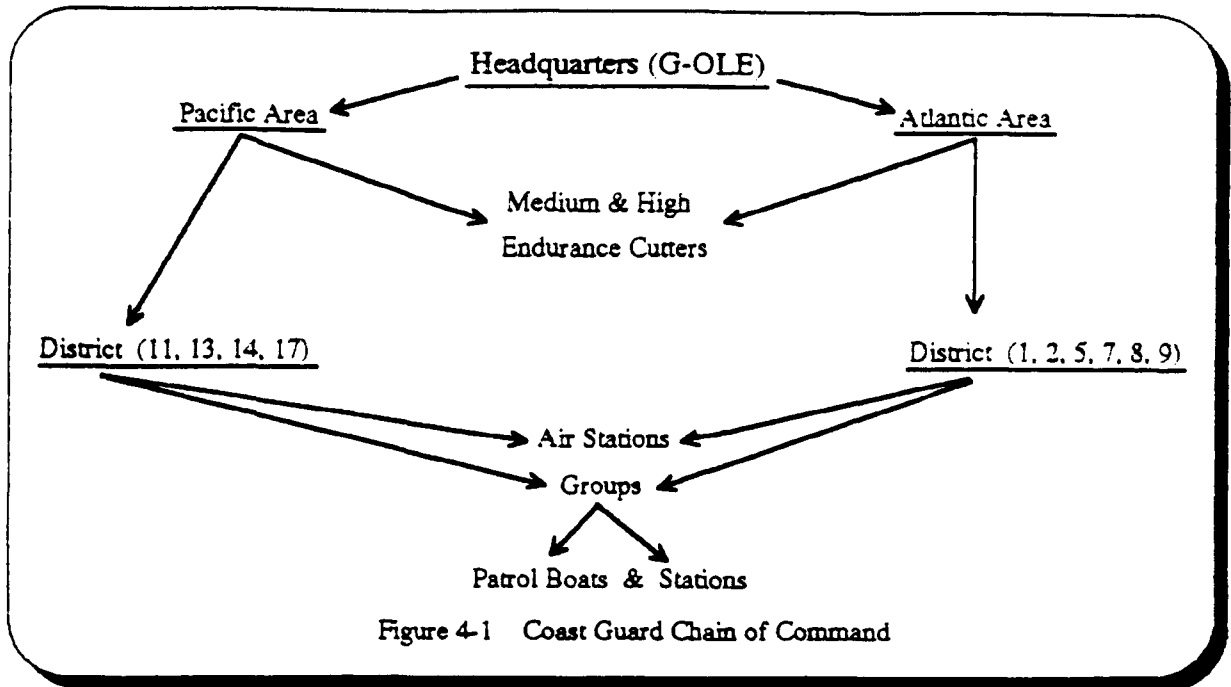 Headquarters (G-OLE)
Pacific Area
Atlantic Area
Medium & High
Endurance Cutters
District (11, 13, 14, 17)
District (1, 2, 5, 7, 8, 9)
Air Stations
Groups
Patrol Boats & Stations
Figure 4-1 Coast Guard Chain of Command